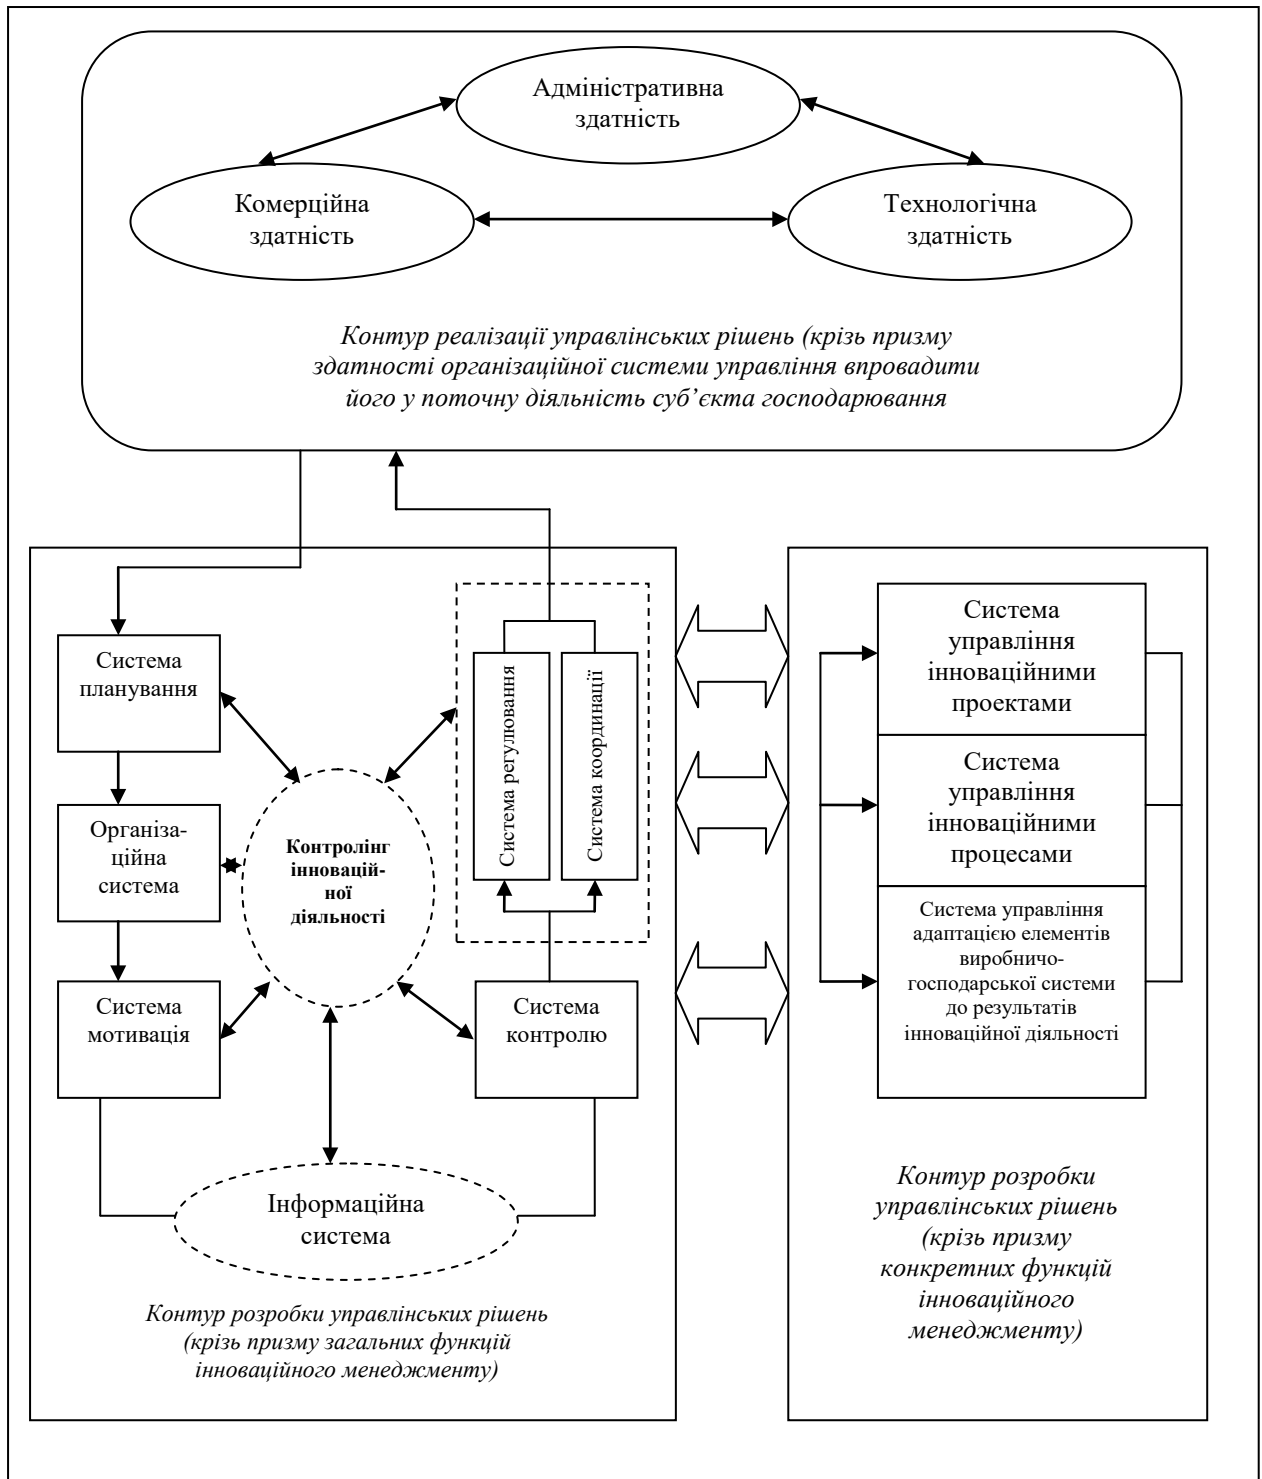 Адміністративна
здатність
Комерційна
здатність
Технологічна
здатність
Контур реалізації управлінських рішень (крізь призму
здатності організаційної системи управління впровадити
його у поточну діяльність суб’єкта господарювання
Система
планування
Організа-
ційна
система
Система
мотивація
Контролінг
інновацій-
ної
діяльності
Система регулювання
Система координації
Система
контролю
Інформаційна
система
Контур розробки управлінських рішень
(крізь призму загальних функцій
інноваційного менеджменту)
Система
управління
інноваційними
проектами
Система
управління
інноваційними
процесами
Система управління
адаптацією елементів
виробничо-
господарської системи
до результатів
інноваційної діяльності
Контур розробки
управлінських рішень
(крізь призму
конкретних функцій
інноваційного
менеджменту)